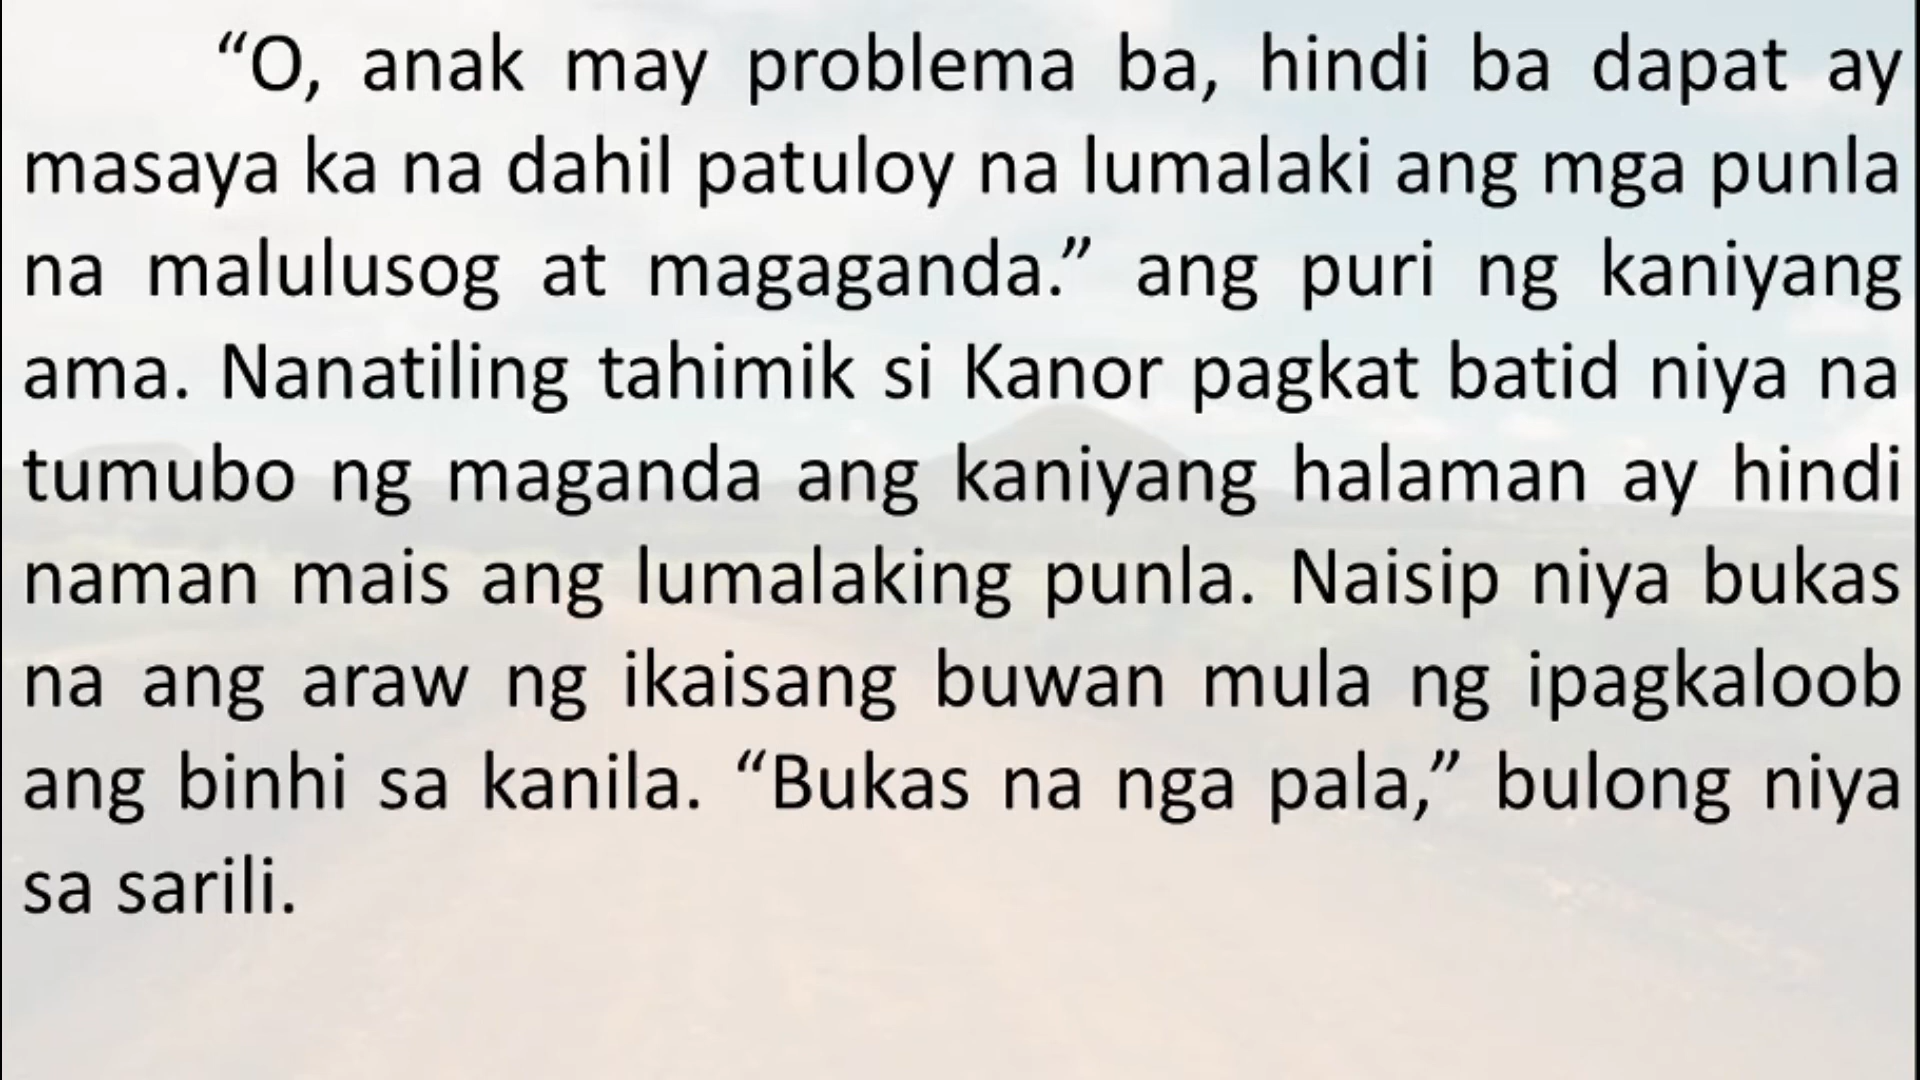 “O, anak may problema ba, hindi ba dapat ay
masaya ka na dahil patuloy na lumalaki ang mga punla
na malulusog at magaganda.” ang puri ng kaniyang
ama. Nanatiling tahimik si Kanor pagkat batid niya na
tumubo ng maganda ang kaniyang halaman ay hindi
naman mais ang lumalaking punla. Naisip niya bukas
na ang araw ng ikaisang buwan mula ng ipagkaloob
ang binhi sa kanila. “Bukas na nga pala,” bulong niya
sa sarili.